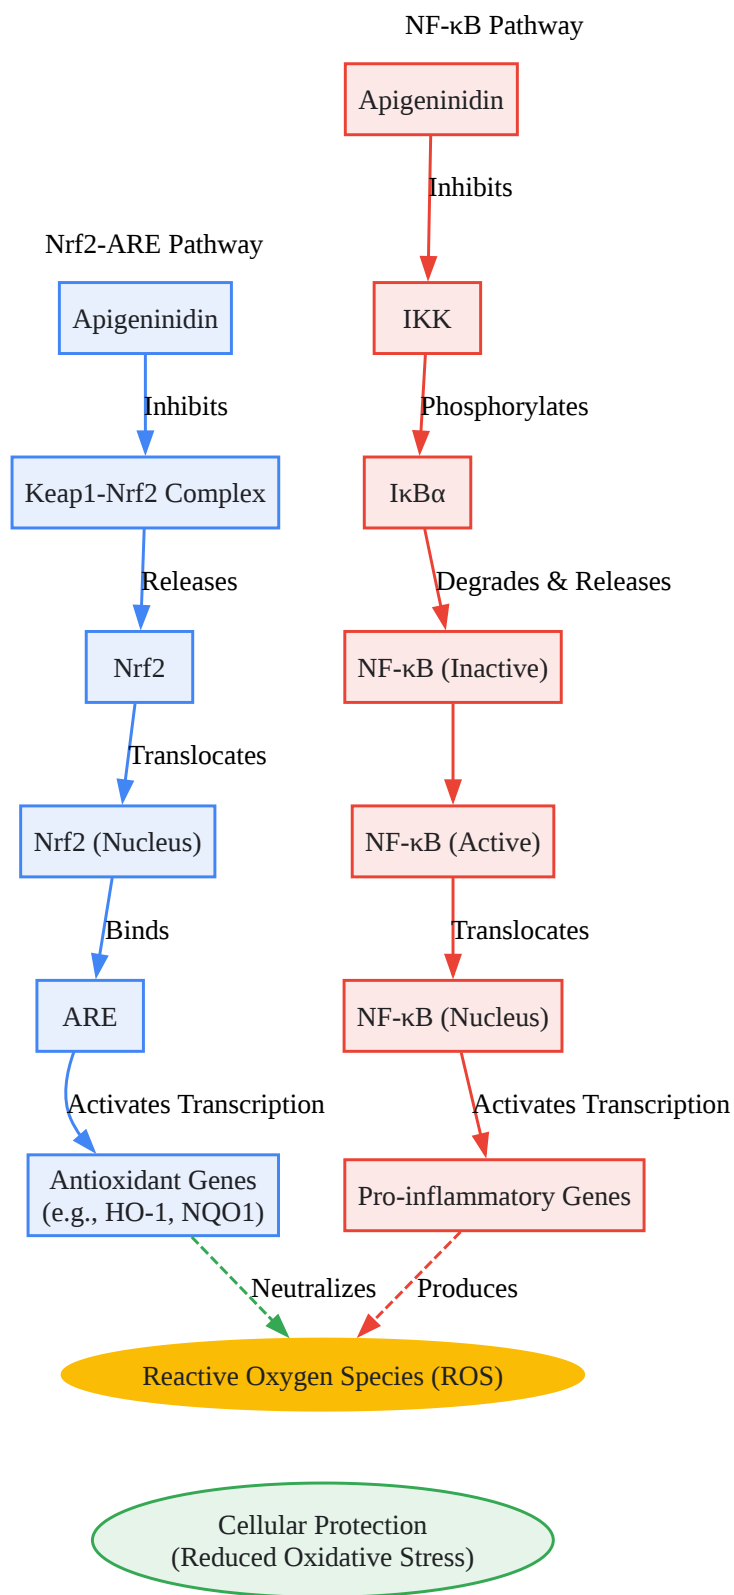 NF-κB Pathway
Apigeninidin
Inhibits
Nrf2-ARE Pathway
Apigeninidin
IKK
Inhibits
Phosphorylates
Keap1-Nrf2 Complex
IκBα
Releases
Degrades & Releases
Nrf2
NF-κB (Inactive)
Translocates
Nrf2 (Nucleus)
NF-κB (Active)
Binds
Translocates
ARE
NF-κB (Nucleus)
Activates Transcription
Activates Transcription
Antioxidant Genes
(e.g., HO-1, NQO1)
Pro-inflammatory Genes
Neutralizes
Produces
Reactive Oxygen Species (ROS)
Cellular Protection
(Reduced Oxidative Stress)